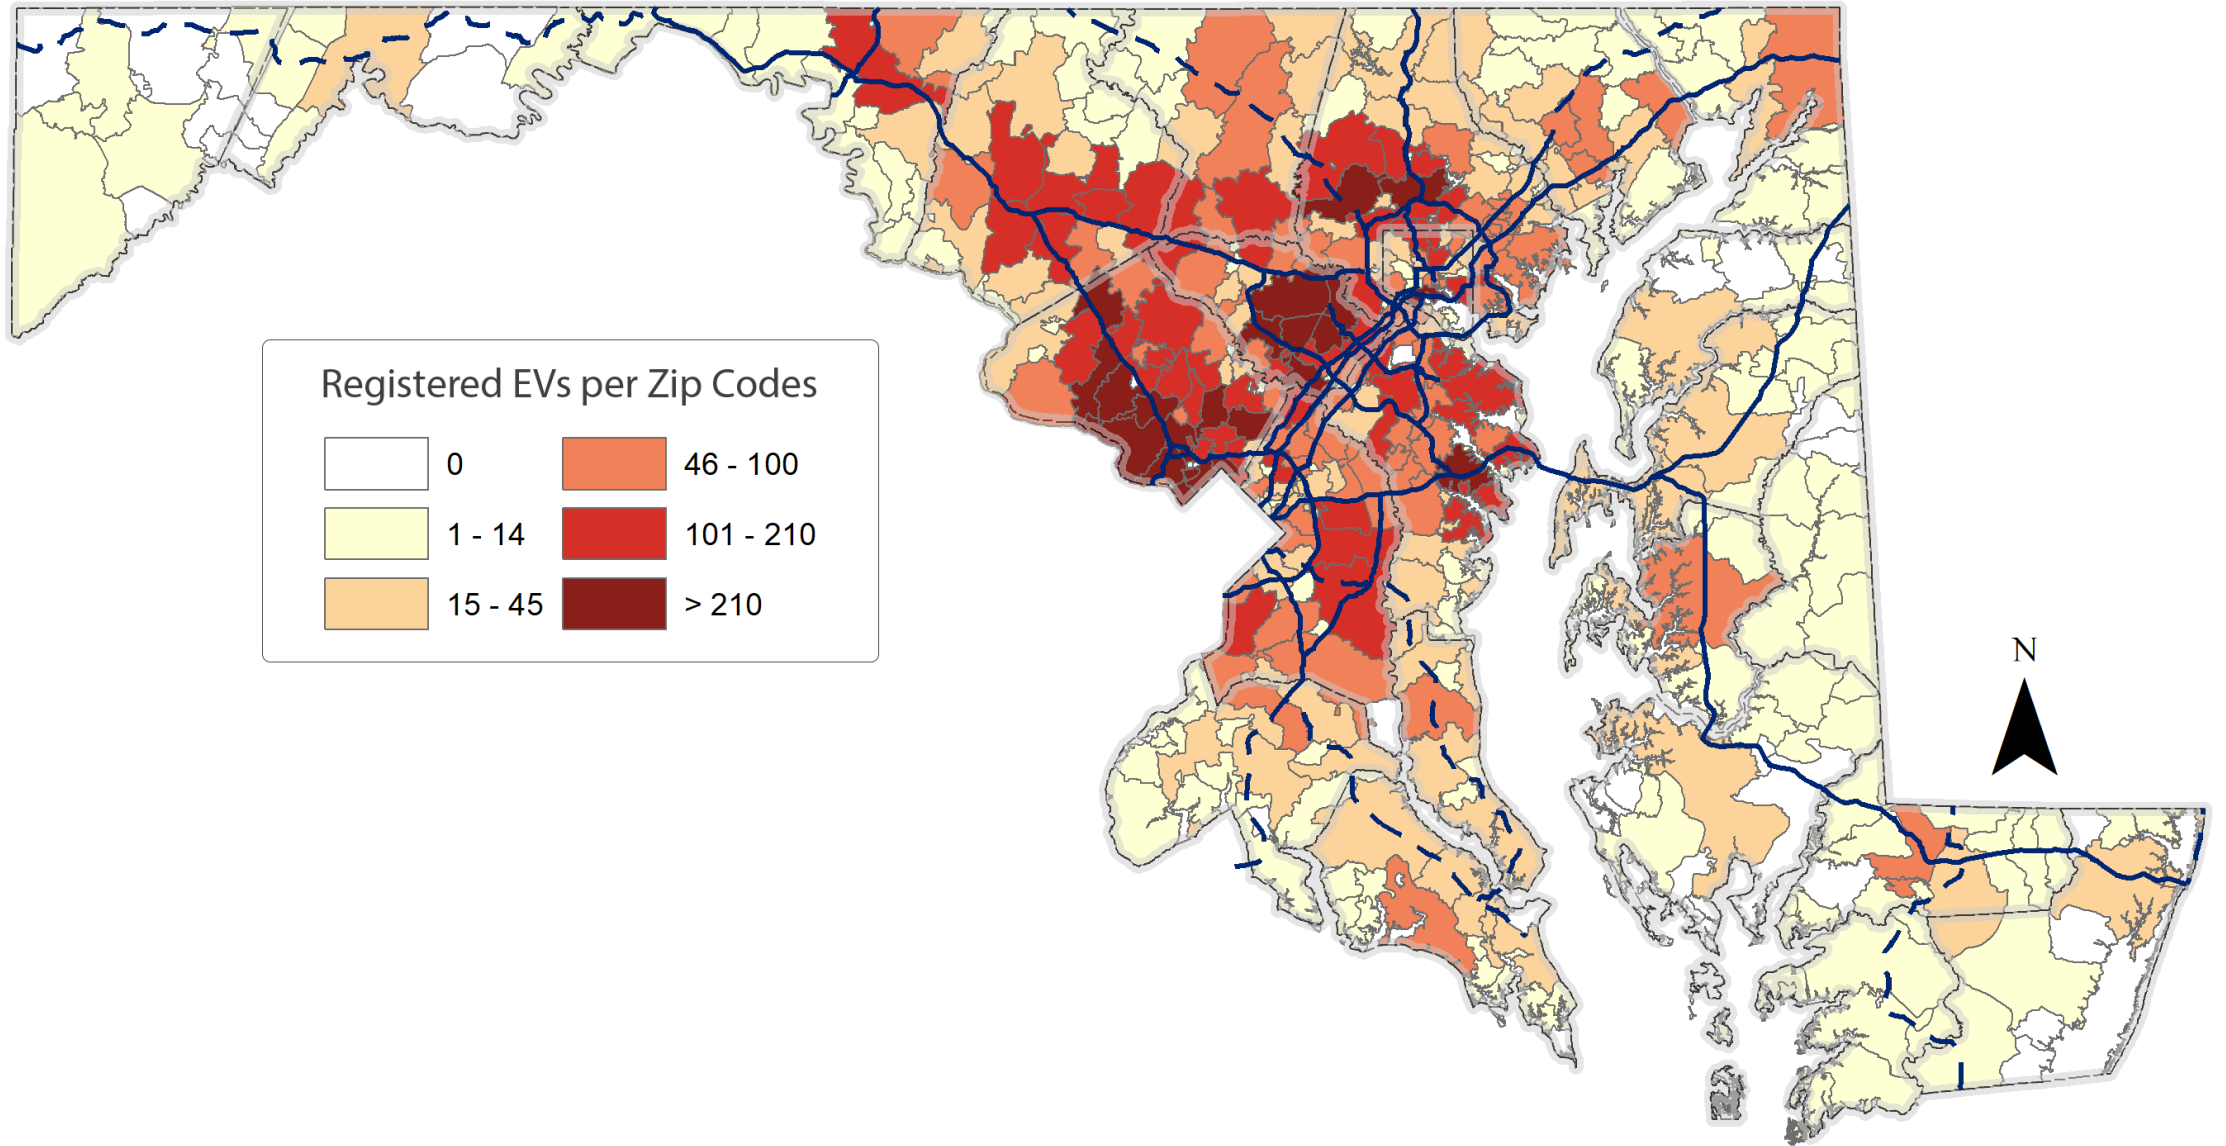 Registered EVs per Zip Codes
0
46 - 100
1 - 14
101 - 210
15 - 45
> 210
N